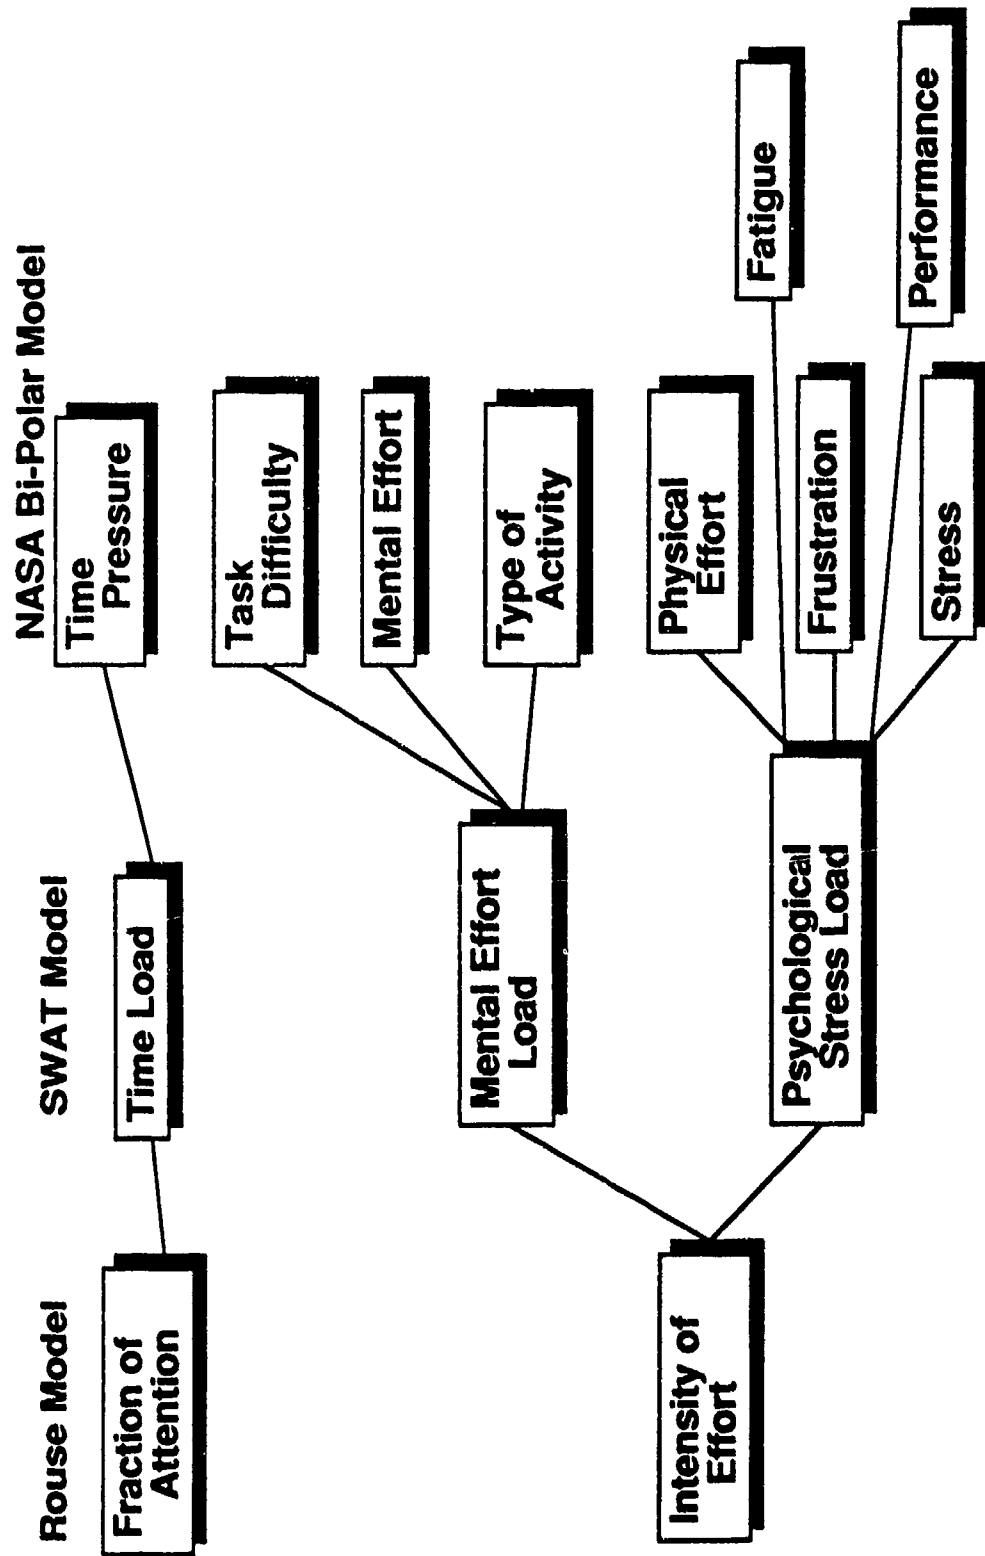 Rouse Model
SWAT Model
NASA Bi-Polar Model
Fraction of
Attention
Time Load
Time
Pressure
Task
Difficulty
Mental Effort
Load
Mental Effort
Type of
Activity
Intensity of
Effort
Psychological
Stress Load
Physical
Effort
Fatigue
Frustration
Performance
Stress